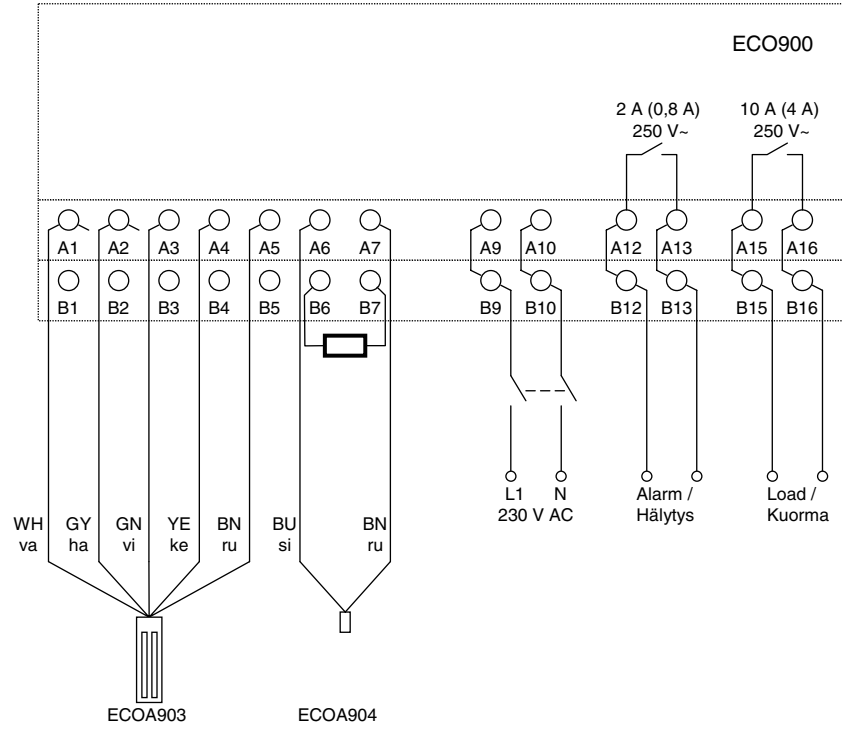 ECO900
2 A (0,8 A)
250 V~
10 A (4 A)
250 V~
A1 A2 A3 A4 A5 A6 A7 A9 A10 A12 A13 A15 A16
B1 B2 B3 B4 B5 B6 B7 B9 B10 B12 B13 B15 B16
L1 N
230 V AC
Alarm /
Hälytys
Load /
Kuorma
WH GY GN YE BN BU BN
va ha vi ke ru si ru
ECOA903 ECOA904